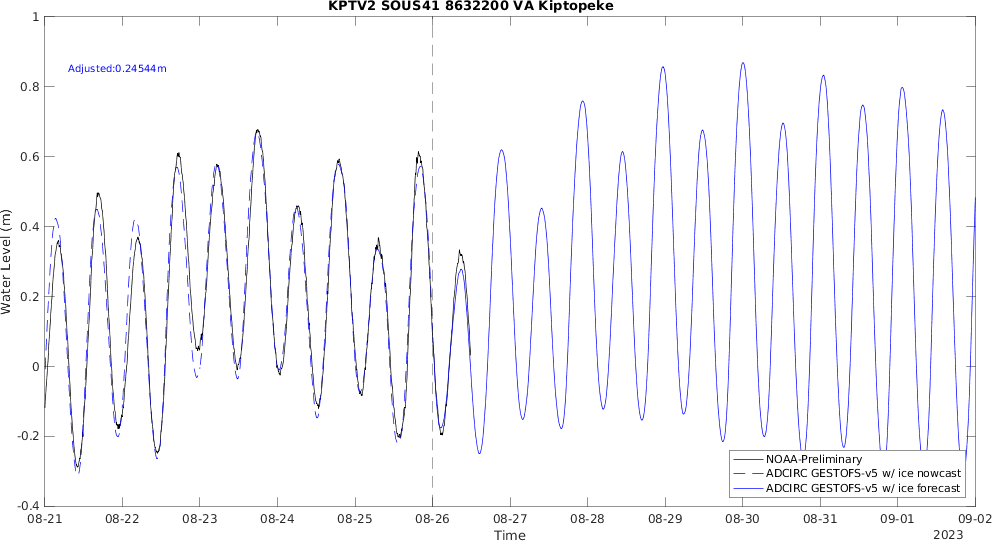 KPTV2 SOUS41 8632200 VA Kiptopeke
Adjusted:0.24544m
Water Level (m)
1
0.8
0.6
0.4
0.2
0
-0.2
-0.4
NOAA-Preliminary
ADCIRC GESTOFS-v5 w/ ice nowcast
ADCIRC GESTOFS-v5 w/ ice forecast
08-21 08-22 08-23 08-24 08-25 08-26 08-27 08-28 08-29 08-30 08-31 09-01 09-02
Time
2023